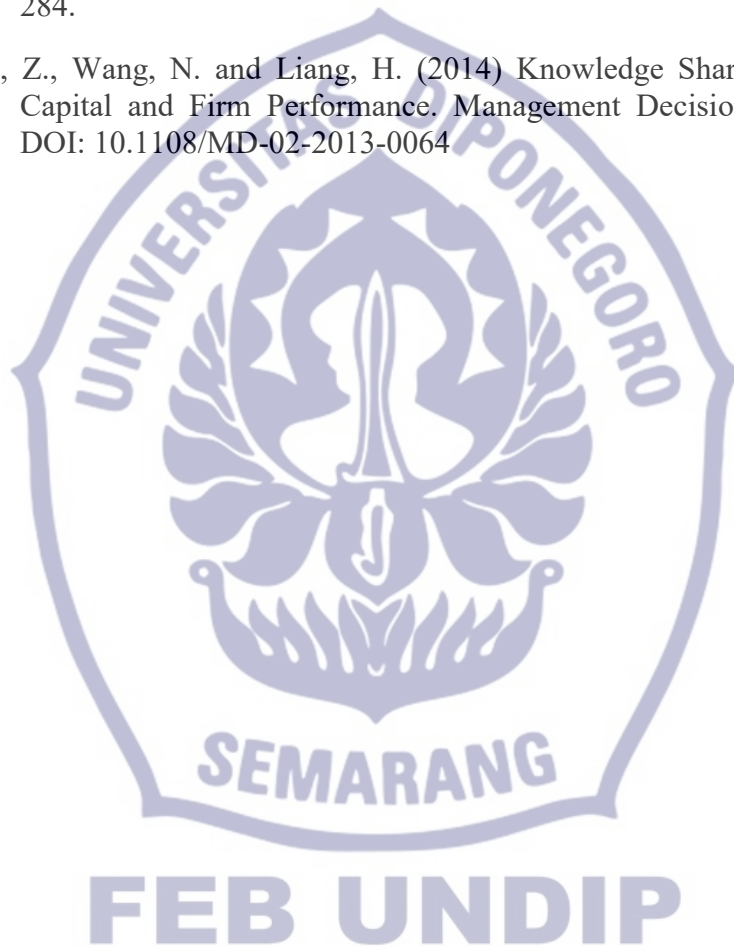 284.
, Z., Wang, N. and Liang, H. (2014) Knowledge Shar
Capital and Firm Performance. Management Decisio
DOI: 10.1108/MD-02-2013-0064
UNIVERSITAS DIPONEGORO
SEMARANG
FEB UNDIP